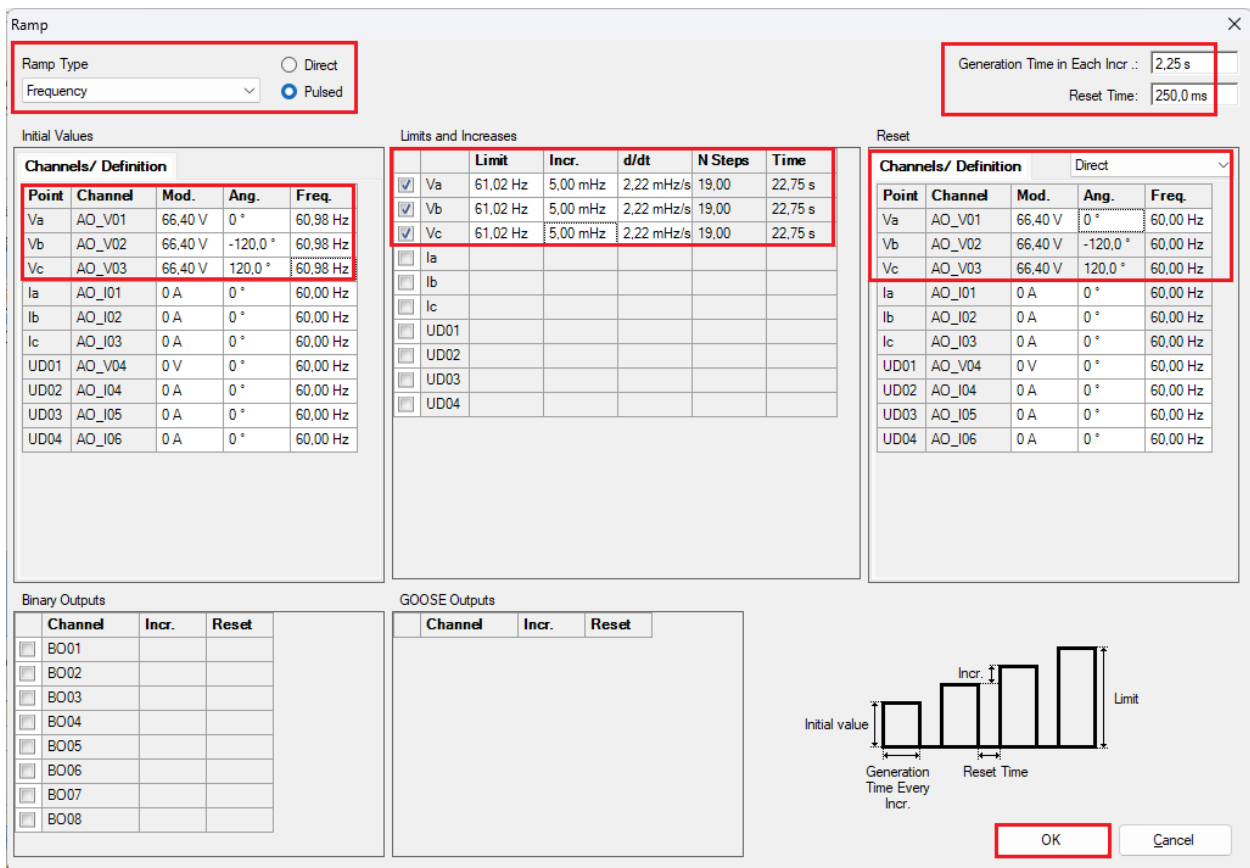 Ramp
Ramp Type
Direct
Frequency
Pulsed
Generation Time in Each Incr .: 2,25 s
Reset Time: 250,0 ms
Initial Values
Channels/ Definition
Point Channel Mod. Ang. Freq.
Va AO_V01 66,40 V 0 ° 60,98 Hz
Vb AO_V02 66,40 V -120,0 ° 60,98 Hz
Vc AO_V03 66,40 V 120,0 ° 60,98 Hz
Ia AO_I01 0 A 0 ° 60,00 Hz
Ib AO_I02 0 A 0 ° 60,00 Hz
Ic AO_I03 0 A 0 ° 60,00 Hz
UD01 AO_V04 0 V 0 ° 60,00 Hz
UD02 AO_I04 0 A 0 ° 60,00 Hz
UD03 AO_I05 0 A 0 ° 60,00 Hz
UD04 AO_I06 0 A 0 ° 60,00 Hz
Limits and Increases
Limit Incr. d/dt N Steps Time
Va 61,02 Hz 5,00 mHz 2,22 mHz/s 19,00 22,75 s
Vb 61,02 Hz 5,00 mHz 2,22 mHz/s 19,00 22,75 s
Vc 61,02 Hz 5,00 mHz 2,22 mHz/s 19,00 22,75 s
Ia
Ib
Ic
UD01
UD02
UD03
UD04
Reset
Channels/ Definition Direct
Point Channel Mod. Ang. Freq.
Va AO_V01 66,40 V 0 ° 60,00 Hz
Vb AO_V02 66,40 V -120,0 ° 60,00 Hz
Vc AO_V03 66,40 V 120,0 ° 60,00 Hz
Ia AO_I01 0 A 0 ° 60,00 Hz
Ib AO_I02 0 A 0 ° 60,00 Hz
Ic AO_I03 0 A 0 ° 60,00 Hz
UD01 AO_V04 0 V 0 ° 60,00 Hz
UD02 AO_I04 0 A 0 ° 60,00 Hz
UD03 AO_I05 0 A 0 ° 60,00 Hz
UD04 AO_I06 0 A 0 ° 60,00 Hz
Binary Outputs
Channel Incr. Reset
BO01
BO02
BO03
BO04
BO05
BO06
BO07
BO08
GOOSE Outputs
Channel Incr. Reset
Incr.
Limit
Initial value
Generation
Time Every
Incr.
Reset Time
OK
Cancel